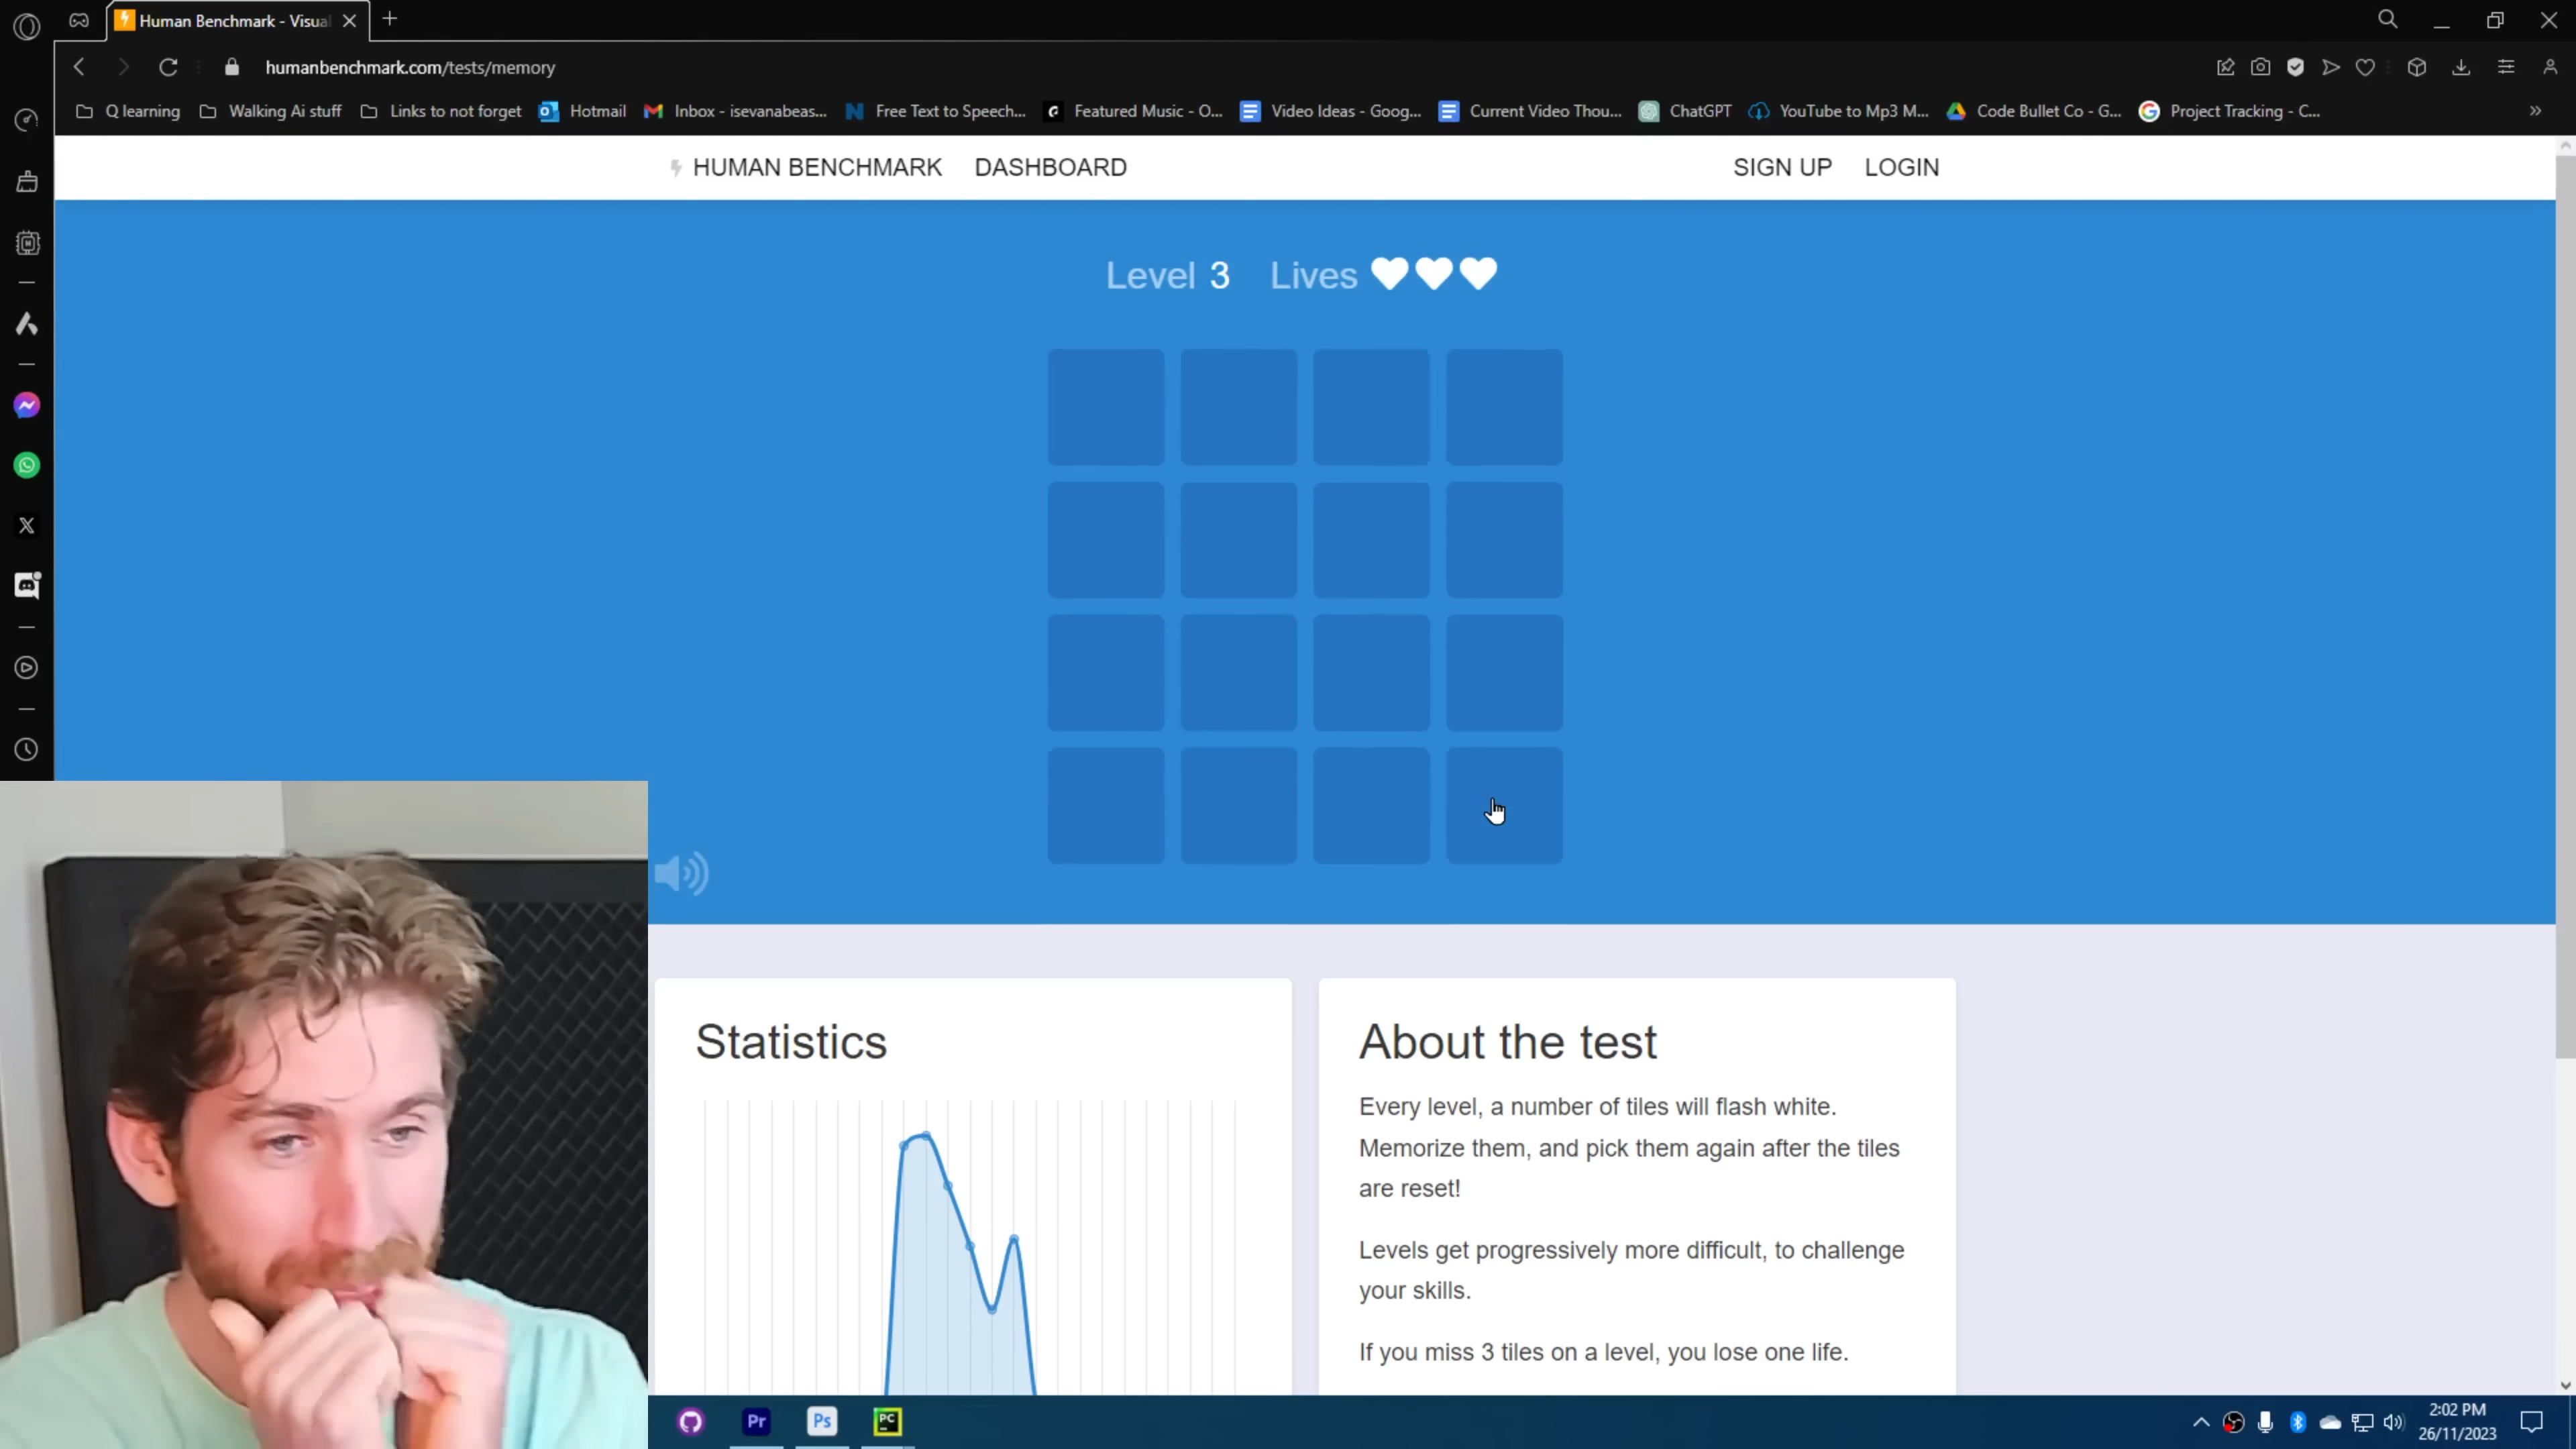 Human Benchmark - Visual
humanbenchmark.com/tests/memory
Q learning
Walking Ai stuff
Links to not forget
Hotmail
Inbox - isevanabeas...
Free Text to Speech...
Featured Music - O...
Video Ideas - Goog...
Current Video Thou...
ChatGPT
YouTube to Mp3 M...
Code Bullet Co - G...
Project Tracking - C...
HUMAN BENCHMARK
DASHBOARD
SIGN UP
LOGIN
Level 3 Lives
Statistics
About the test
Every level, a number of tiles will flash white.
Memorize them, and pick them again after the tiles
are reset!
Levels get progressively more difficult, to challenge
your skills.
If you miss 3 tiles on a level, you lose one life.
Pr
Ps
PC
2:02 PM
26/11/2023